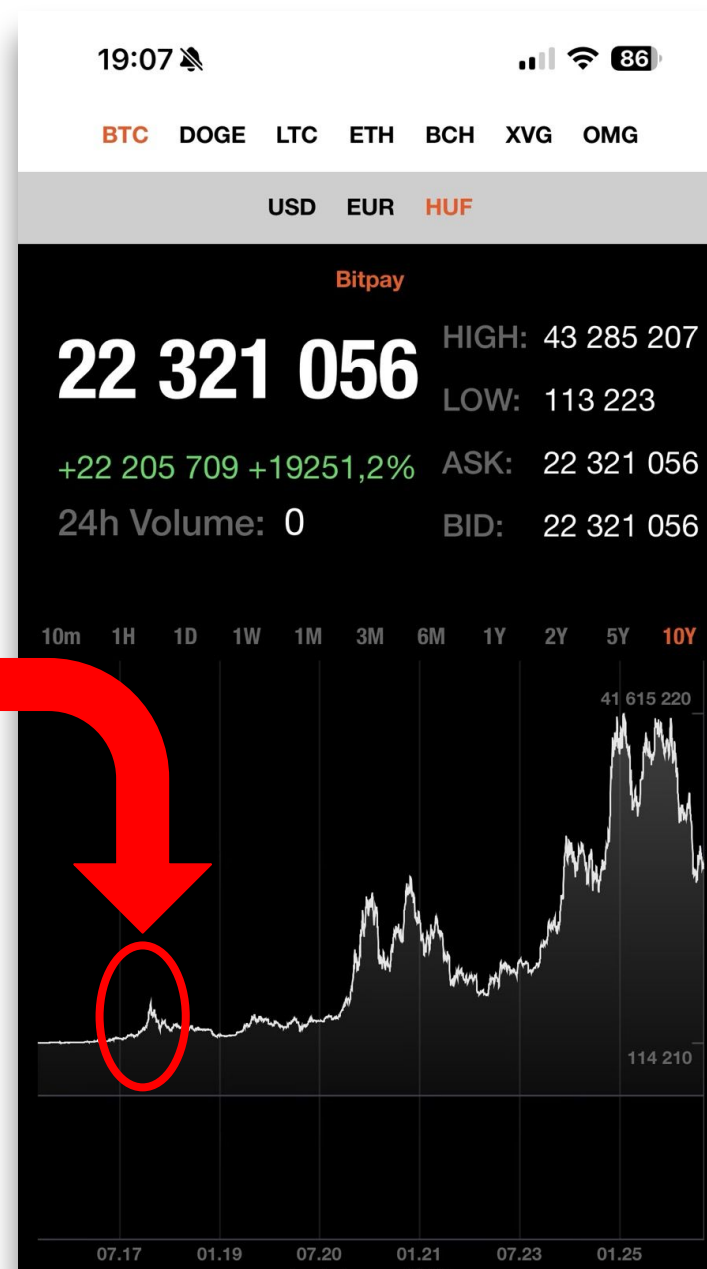 19:07 86
BTC DOGE LTC ETH BCH XVG OMG
USD EUR HUF
Bitpay
22 321 056
+22 205 709 +19251,2%
24h Volume: 0
HIGH: 43 285 207
LOW: 113 223
ASK: 22 321 056
BID: 22 321 056
10m 1H 1D 1W 1M 3M 6M 1Y 2Y 5Y 10Y
41 615 220
114 210
07.17 01.19 07.20 01.21 07.23 01.25